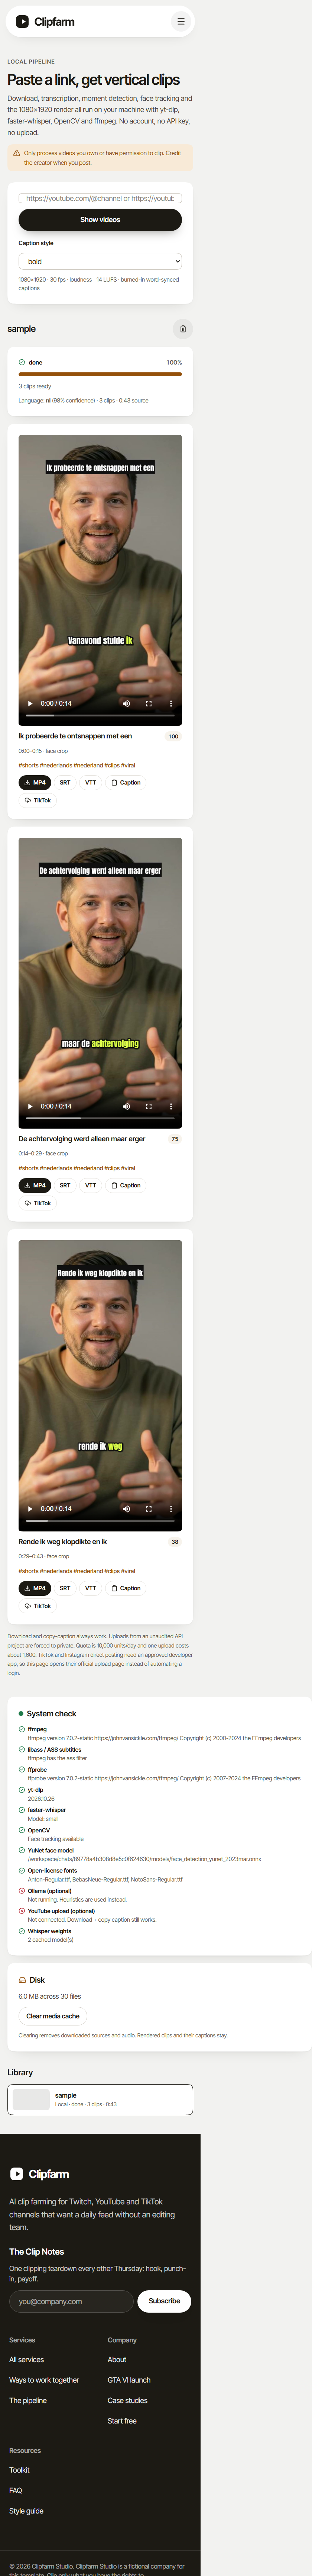 Clipfarm
LOCAL PIPELINE
Paste a link, get vertical clips
Download, transcription, moment detection, face tracking and
the 1080×1920 render all run on your machine with yt-dlp,
faster-whisper, OpenCV and ffmpeg. No account, no API key,
no upload.
Only process videos you own or have permission to clip. Credit
the creator when you post.
https://youtube.com/@channel or https://youtuk
Show videos
Caption style
bold
1080×1920 · 30 fps · loudness −14 LUFS · burned-in word-synced
captions
sample
done 100%
3 clips ready
Language: nl (98% confidence) · 3 clips · 0:43 source
Ik probeerde te ontsnappen met een
Vanavond stulde ik
0:00 / 0:14
Ik probeerde te ontsnappen met een 100
0:00–0:15 · face crop
#shorts #nederlands #nederland #clips #viral
MP4 SRT VTT Caption
TikTok
De achtervolging werd alleen maar erger
maar de achtervolging
0:00 / 0:14
De achtervolging werd alleen maar erger 75
0:14–0:29 · face crop
#shorts #nederlands #nederland #clips #viral
MP4 SRT VTT Caption
TikTok
Rende ik weg klopdikte en ik
rende ik weg
0:00 / 0:14
Rende ik weg klopdikte en ik 38
0:29–0:43 · face crop
#shorts #nederlands #nederland #clips #viral
MP4 SRT VTT Caption
TikTok
Download and copy-caption always work. Uploads from an unaudited API
project are forced to private. Quota is 10,000 units/day and one upload costs
about 1,600. TikTok and Instagram direct posting need an approved developer
app, so this page opens their official upload page instead of automating a
login.
System check
ffmpeg
ffmpeg version 7.0.2-static https://johnvansickle.com/ffmpeg/ Copyright (c) 2000-2024 the FFmpeg developers
libass / ASS subtitles
ffmpeg has the ass filter
ffprobe
ffprobe version 7.0.2-static https://johnvansickle.com/ffmpeg/ Copyright (c) 2007-2024 the FFmpeg developers
yt-dlp
2026.10.26
faster-whisper
Model: small
OpenCV
Face tracking available
YuNet face model
Open-license fonts
Anton-Regular.ttf, BebasNeue-Regular.ttf, NotoSans-Regular.ttf
Ollama (optional)
Not running. Heuristics are used instead.
YouTube upload (optional)
Not connected. Download + copy caption still works.
Whisper weights
2 cached model(s)
Disk
6.0 MB across 30 files
Clear media cache
Clearing removes downloaded sources and audio. Rendered clips and their captions stay.
Library
sample
Local · done · 3 clips · 0:43
Clipfarm
AI clip farming for Twitch, YouTube and TikTok
channels that want a daily feed without an editing
team.
The Clip Notes
One clipping teardown every other Thursday: hook, punch-
in, payoff.
you@company.com Subscribe
Services Company
All services About
Ways to work together GTA VI launch
The pipeline Case studies
Start free
Resources
Toolkit
FAQ
Style guide
© 2026 Clipfarm Studio. Clipfarm Studio is a fictional company for